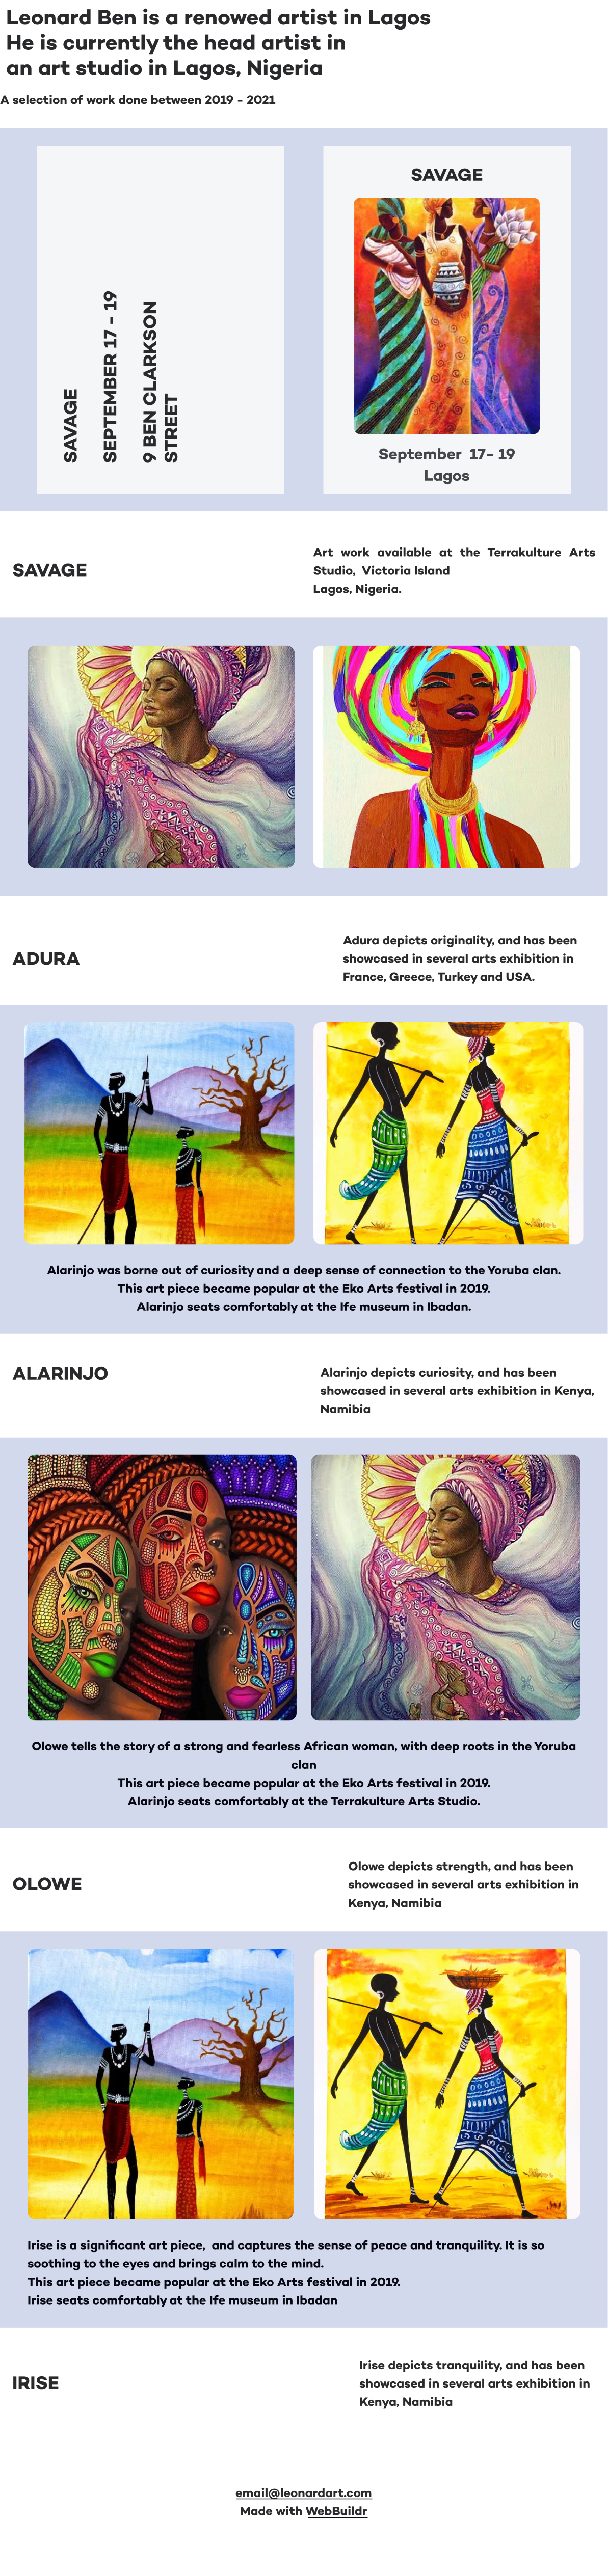 Leonard Ben is a renowed artist in Lagos
He is currently the head artist in
an art studio in Lagos, Nigeria
A selection of work done between 2019 - 2021
SAVAGE
SEPTEMBER 17 - 19
9 BEN CLARKSON
STREET
SAVAGE
September 17- 19
Lagos
SAVAGE
Art work available at the Terrakulture Arts
Studio, Victoria Island
Lagos, Nigeria.
ADURA
Adura depicts originality, and has been
showcased in several arts exhibition in
France, Greece, Turkey and USA.
Alarinjo was borne out of curiosity and a deep sense of connection to the Yoruba clan.
This art piece became popular at the Eko Arts festival in 2019.
Alarinjo seats comfortably at the Ife museum in Ibadan.
ALARINJO
Alarinjo depicts curiosity, and has been
showcased in several arts exhibition in Kenya,
Namibia
Olowe tells the story of a strong and fearless African woman, with deep roots in the Yoruba
clan
This art piece became popular at the Eko Arts festival in 2019.
Alarinjo seats comfortably at the Terrakulture Arts Studio.
OLOWE
Olowe depicts strength, and has been
showcased in several arts exhibition in
Kenya, Namibia
Irise is a significant art piece, and captures the sense of peace and tranquility. It is so
soothing to the eyes and brings calm to the mind.
This art piece became popular at the Eko Arts festival in 2019.
Irise seats comfortably at the Ife museum in Ibadan
IRISE
Irise depicts tranquility, and has been
showcased in several arts exhibition in
Kenya, Namibia
email@leonardart.com
Made with WebBuildr